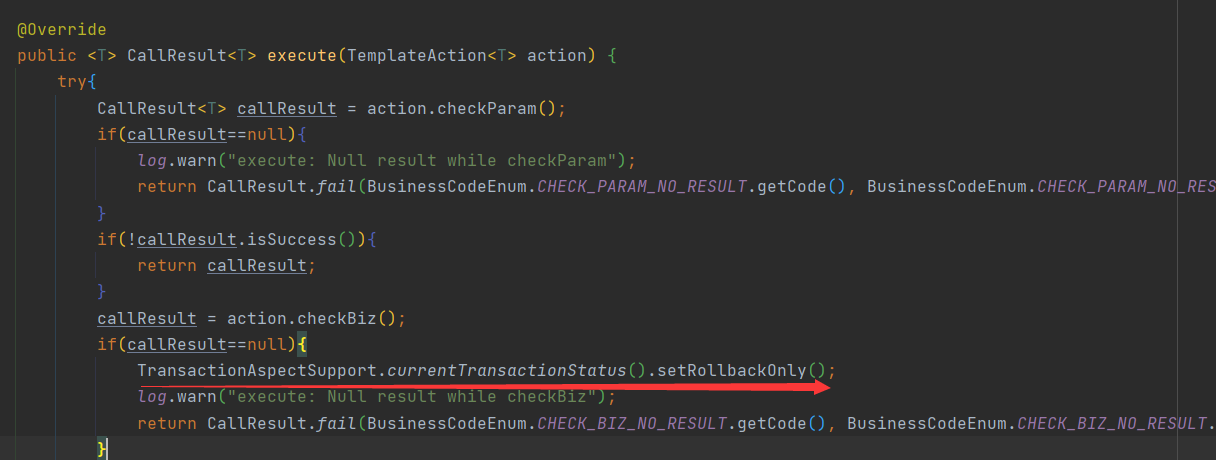 @Override
public <T> CallResult<T> execute(TemplateAction<T> action) {
try{
CallResult<T> callResult = action.checkParam();
if(callResult==null){
log.warn("execute: Null result while checkParam");
return CallResult.fail(BusinessCodeEnum.CHECK_PARAM_NO_RESULT.getCode(), BusinessCodeEnum.CHECK_PARAM_NO_RES
}
if(!callResult.isSuccess()){
return callResult;
}
callResult = action.checkBiz();
if(callResult==null){
TransactionAspectSupport.currentTransactionStatus().setRollbackOnly();
log.warn("execute: Null result while checkBiz");
return CallResult.fail(BusinessCodeEnum.CHECK_BIZ_NO_RESULT.getCode(), BusinessCodeEnum.CHECK_BIZ_NO_RESULT.
}